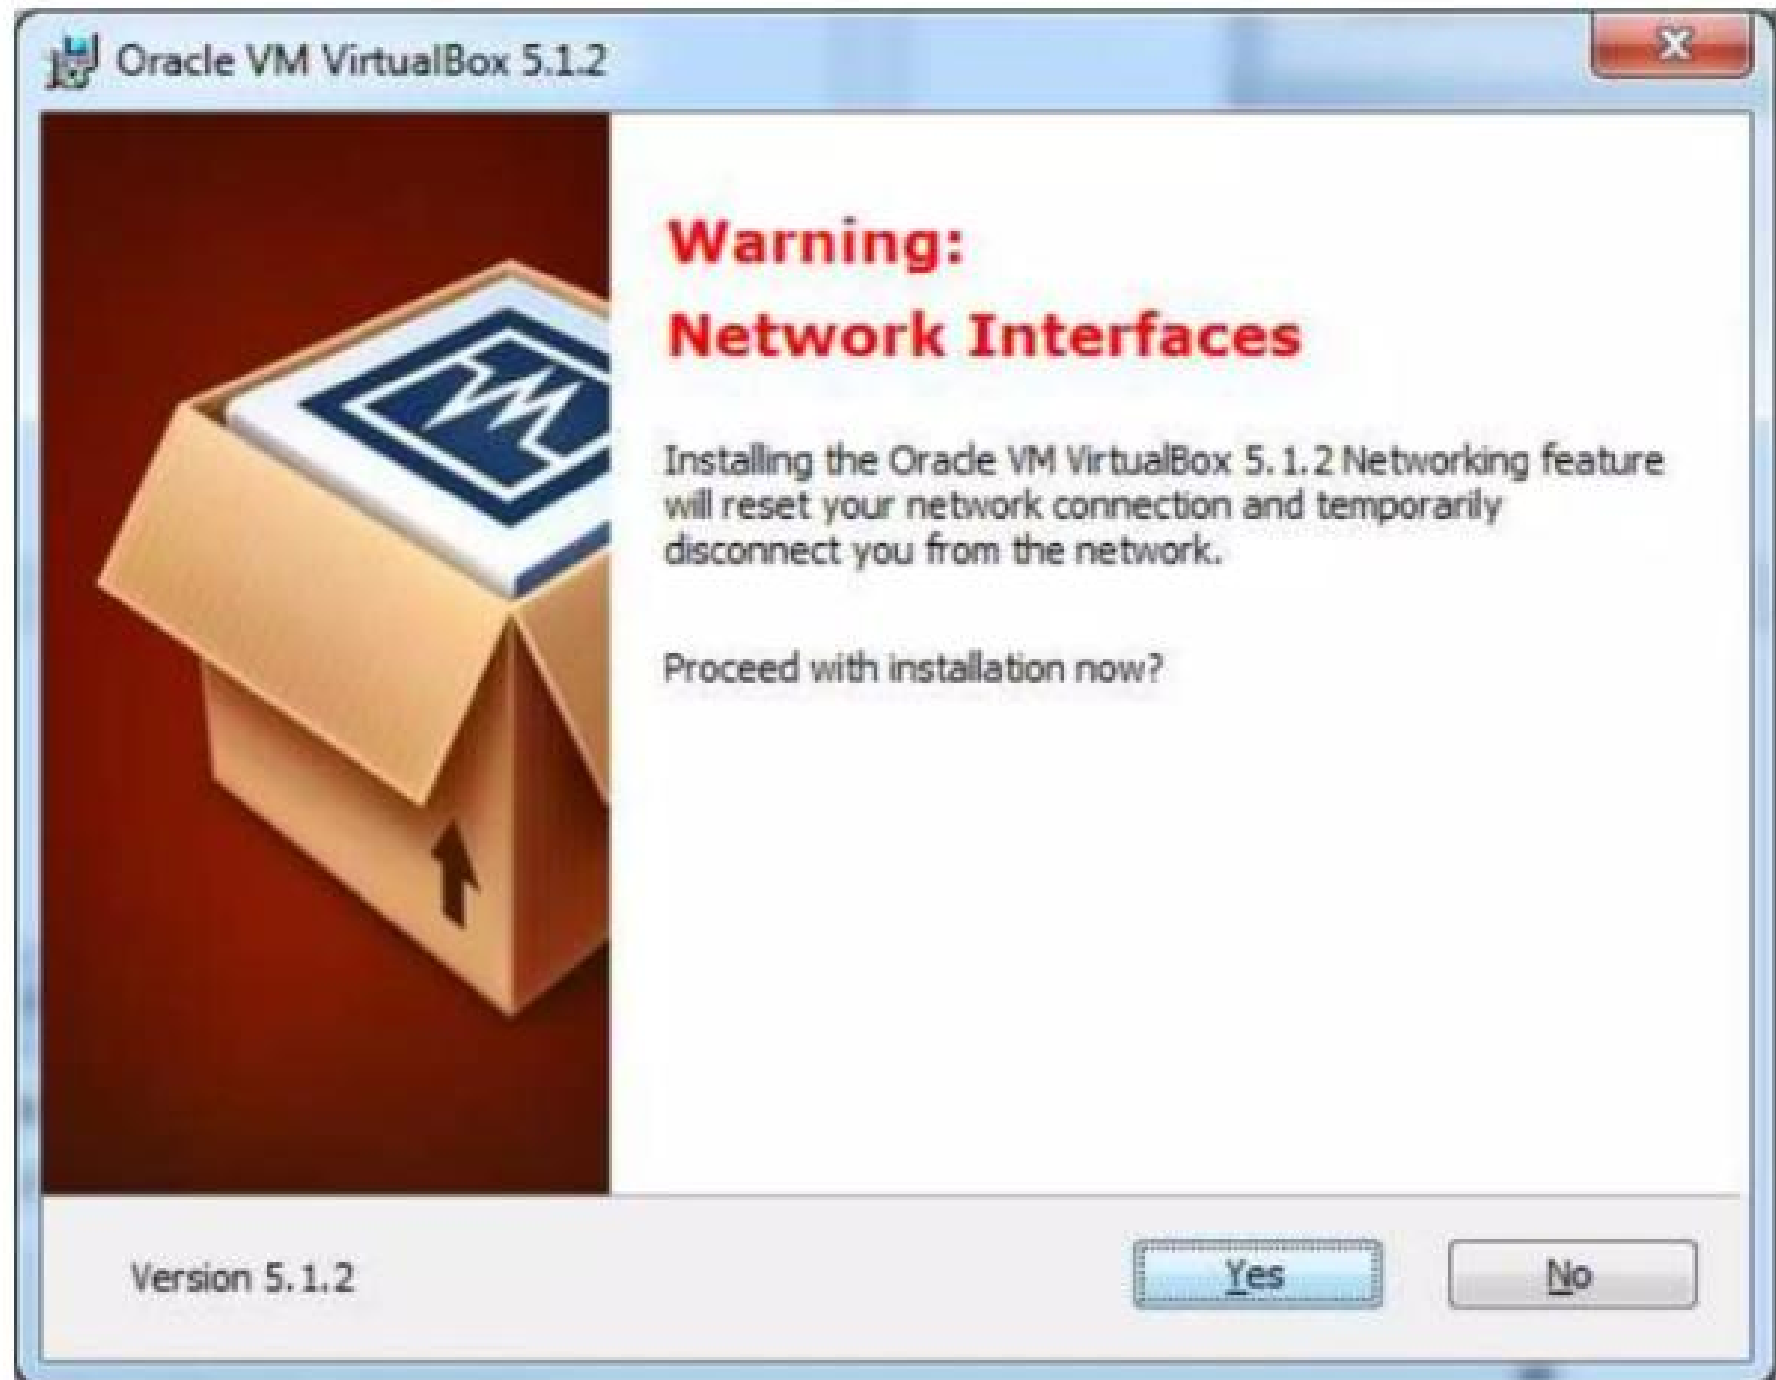 Oracle VM VirtualBox 5.1.2
Warning:
Network Interfaces
Installing the Oracle VM VirtualBox 5.1.2 Networking feature
will reset your network connection and temporarily
disconnect you from the network.
Proceed with installation now?
Version 5.1.2
Yes
No